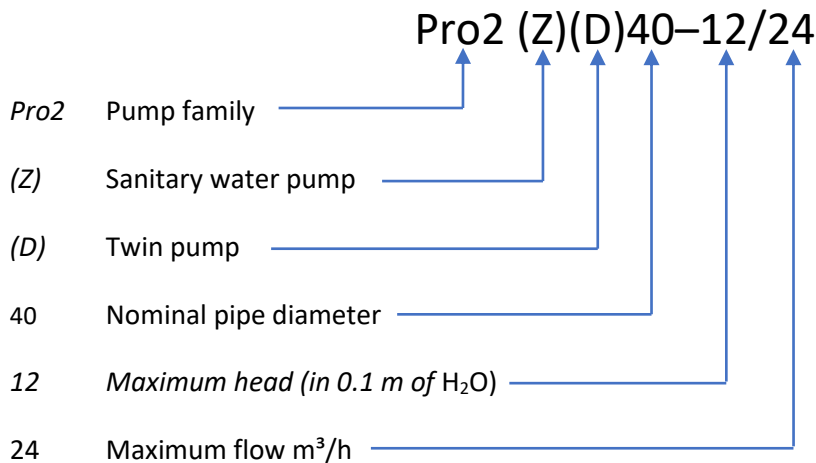 Pro2 (Z)(D)40–12/24
Pro2 Pump family
(Z) Sanitary water pump
(D) Twin pump
40 Nominal pipe diameter
12 Maximum head (in 0.1 m of H₂O)
24 Maximum flow m³/h